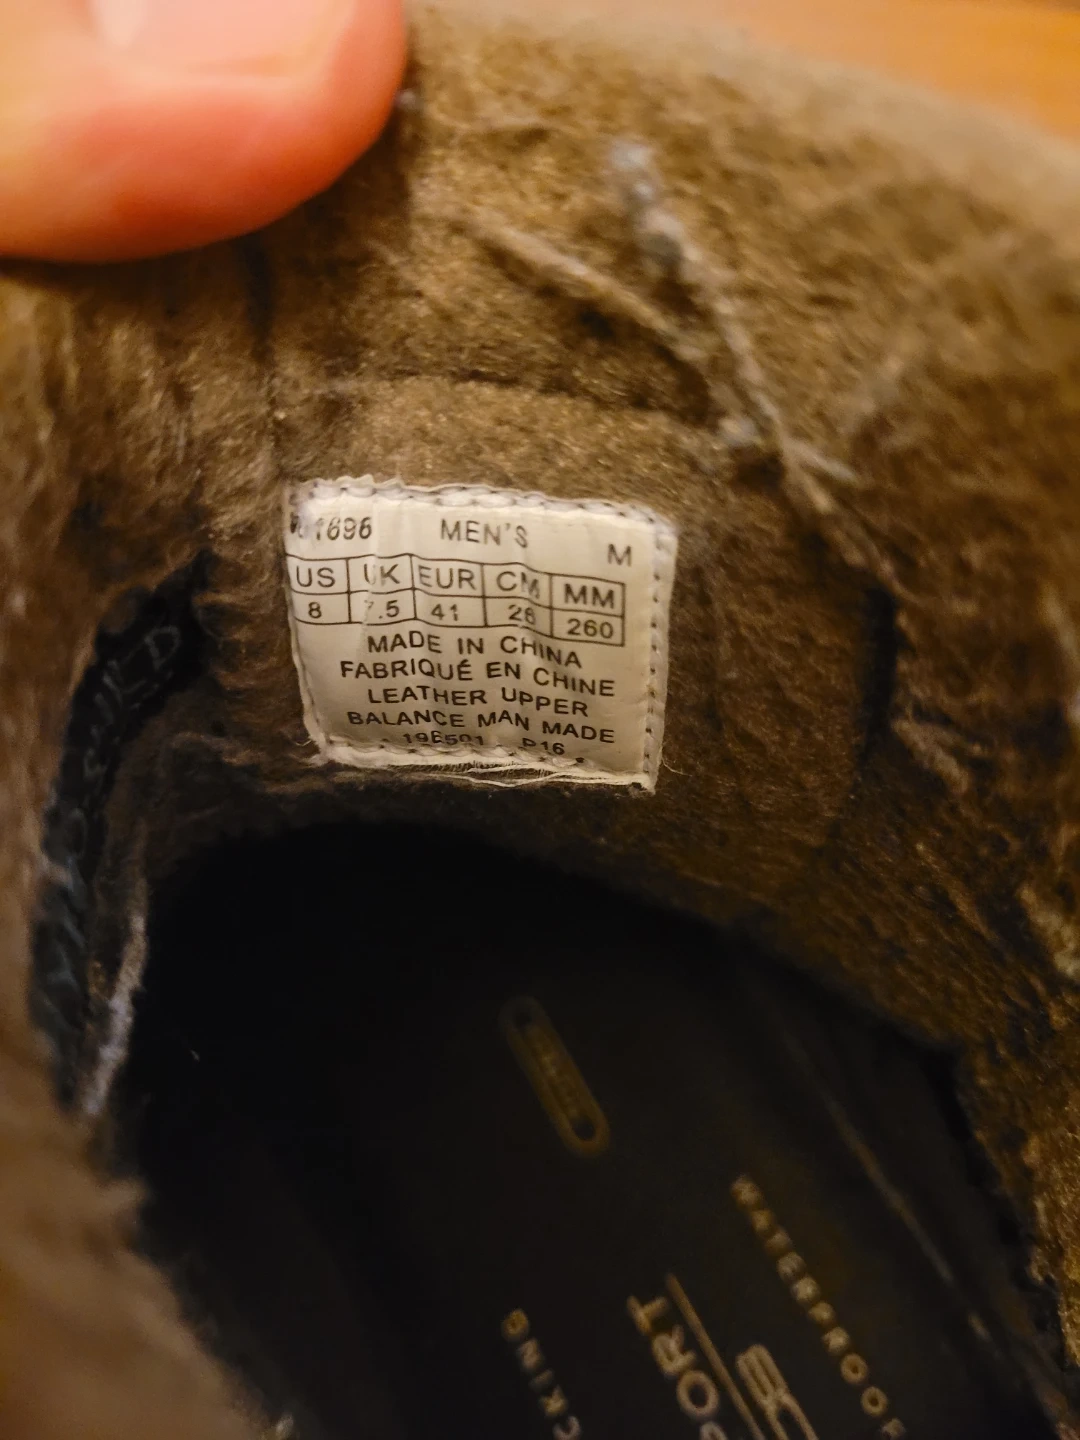 MEN'S M
US UK EUR CM MM
8 7.5 41 26 260
MADE IN CHINA
FABRIQUÉ EN CHINE
LEATHER UPPER
BALANCE MAN MADE
P16
WATERPROOF